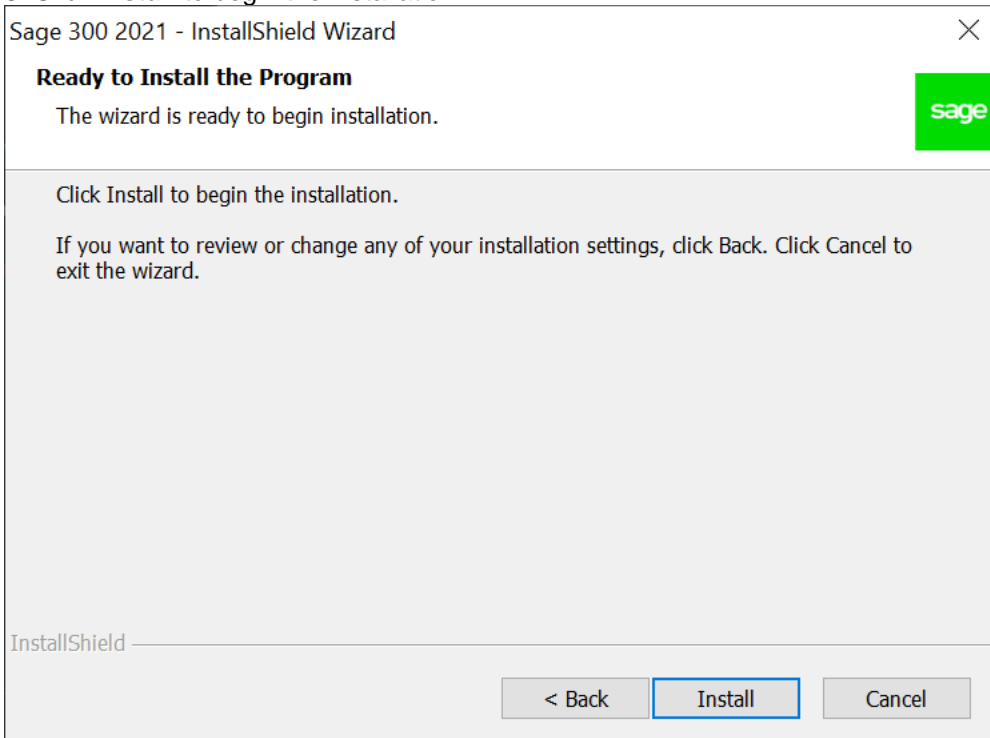 Sage 300 2021 - InstallShield Wizard
Ready to Install the Program
The wizard is ready to begin installation.
sage
Click Install to begin the installation.
If you want to review or change any of your installation settings, click Back. Click Cancel to
exit the wizard.
InstallShield
< Back
Install
Cancel